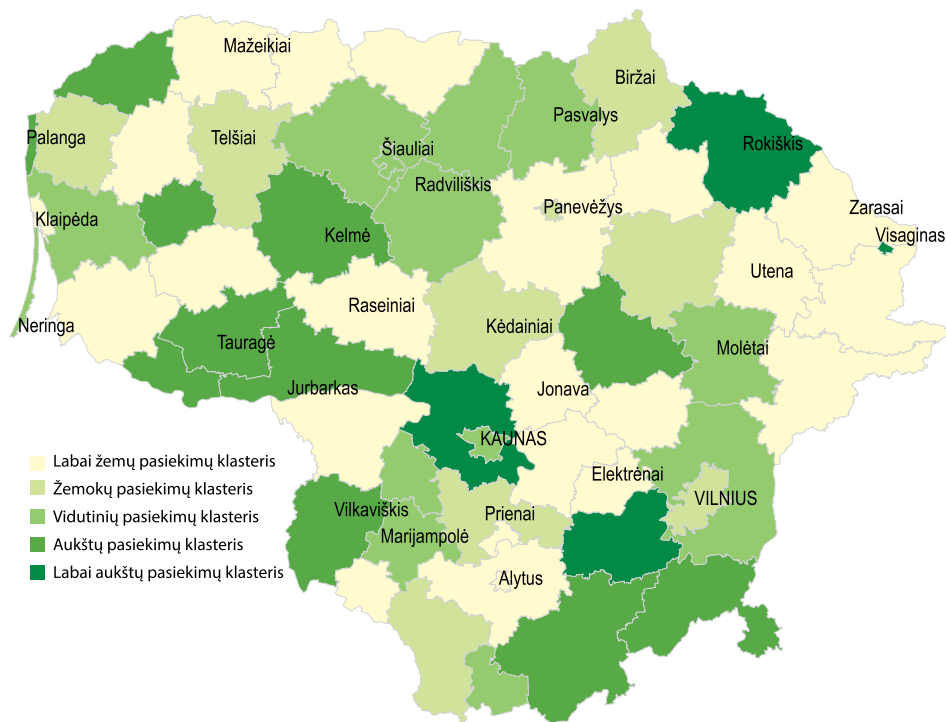 Mažeikiai
Biržai
Pasvalys
Palanga
Telšiai
Šiauliai
Rokiškis
Radviliškis
Klaipėda
Panevėžys
Zarasai
Kelmė
Visaginas
Utena
Raseiniai
Neringa
Kėdainiai
Tauragė
Molėtai
Jurbarkas
Jonava
KAUNAS
Labai žemų pasiekimų klasteris
Elektrėnai
Žemokų pasiekimų klasteris
VILNIUS
Vidutinių pasiekimų klasteris
Vilkaviškis
Prienai
Marijampolė
Aukštų pasiekimų klasteris
Labai aukštų pasiekimų klasteris
Alytus